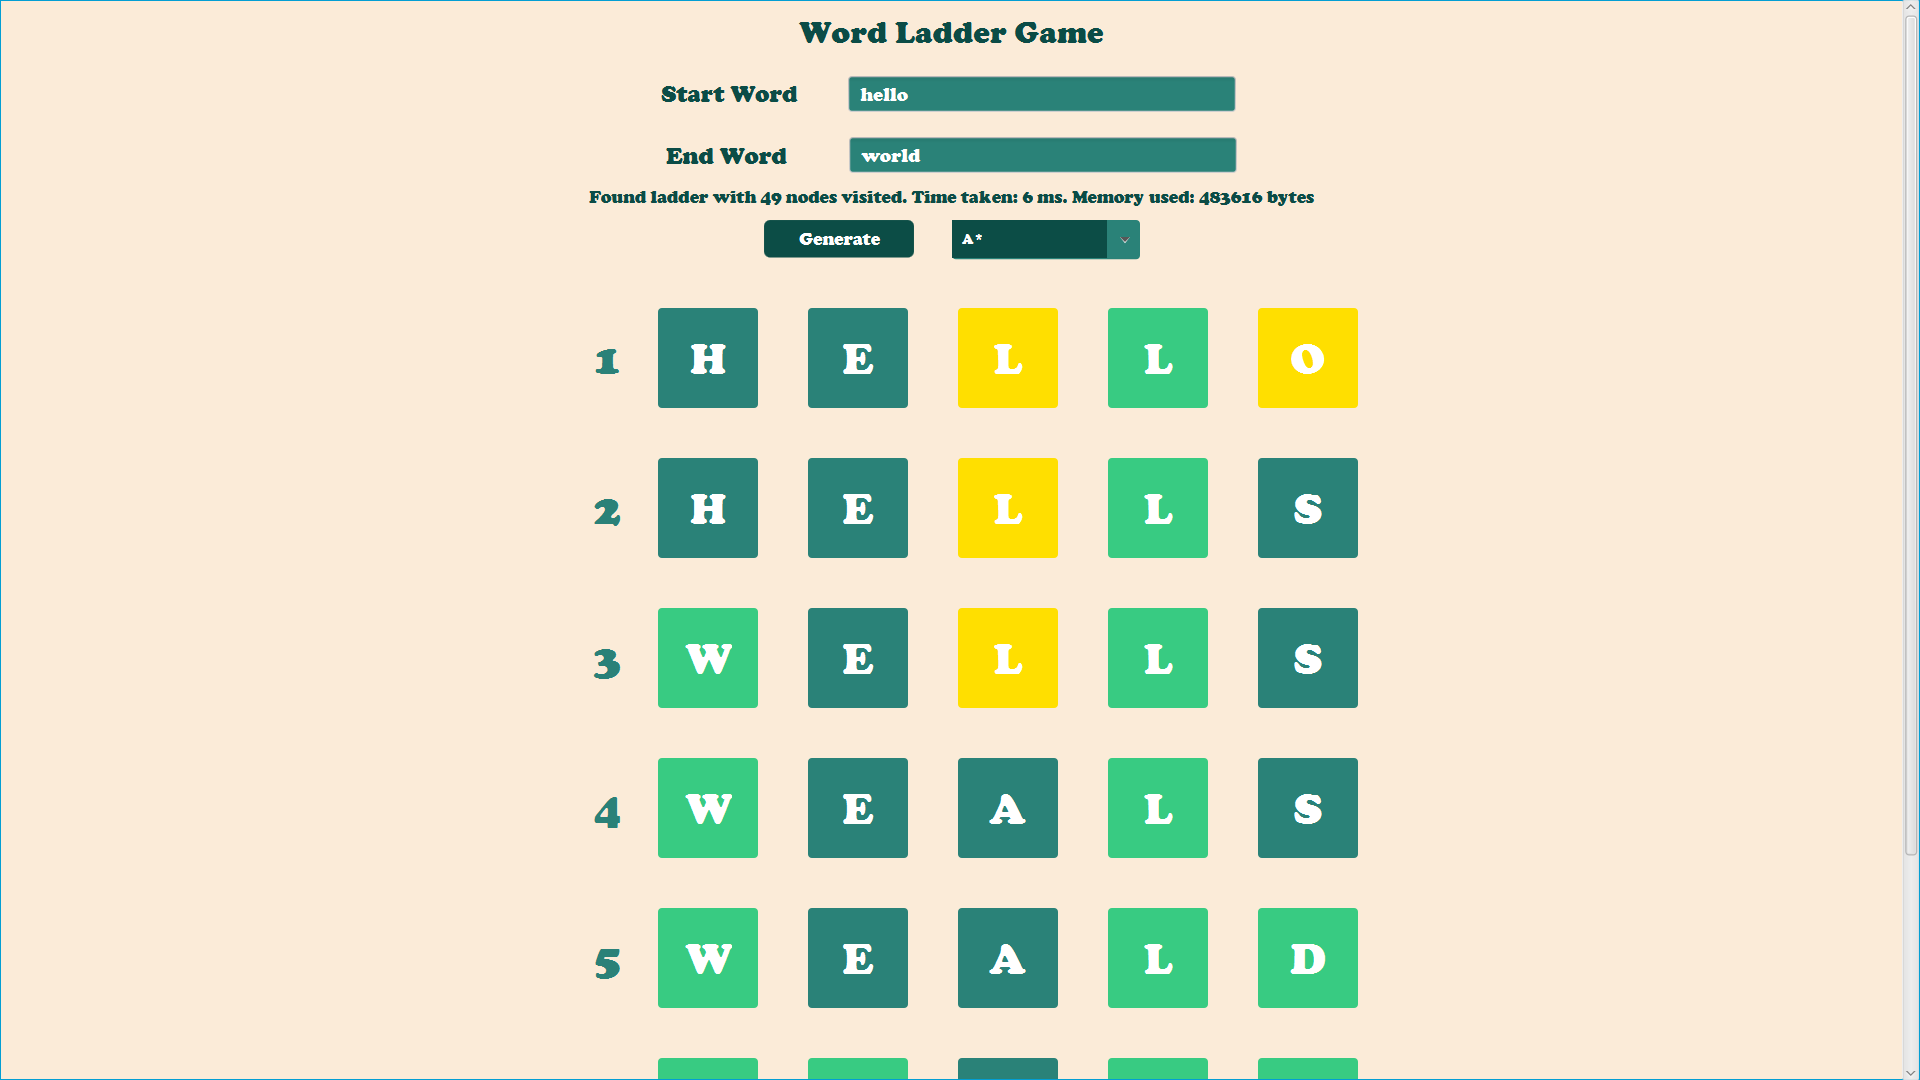 Word Ladder Game
Start Word hello
End Word world
Found ladder with 49 nodes visited. Time taken: 6 ms. Memory used: 483616 bytes
Generate A*
1 H E L L O
2 H E L L S
3 W E L L S
4 W E A L S
5 W E A L D